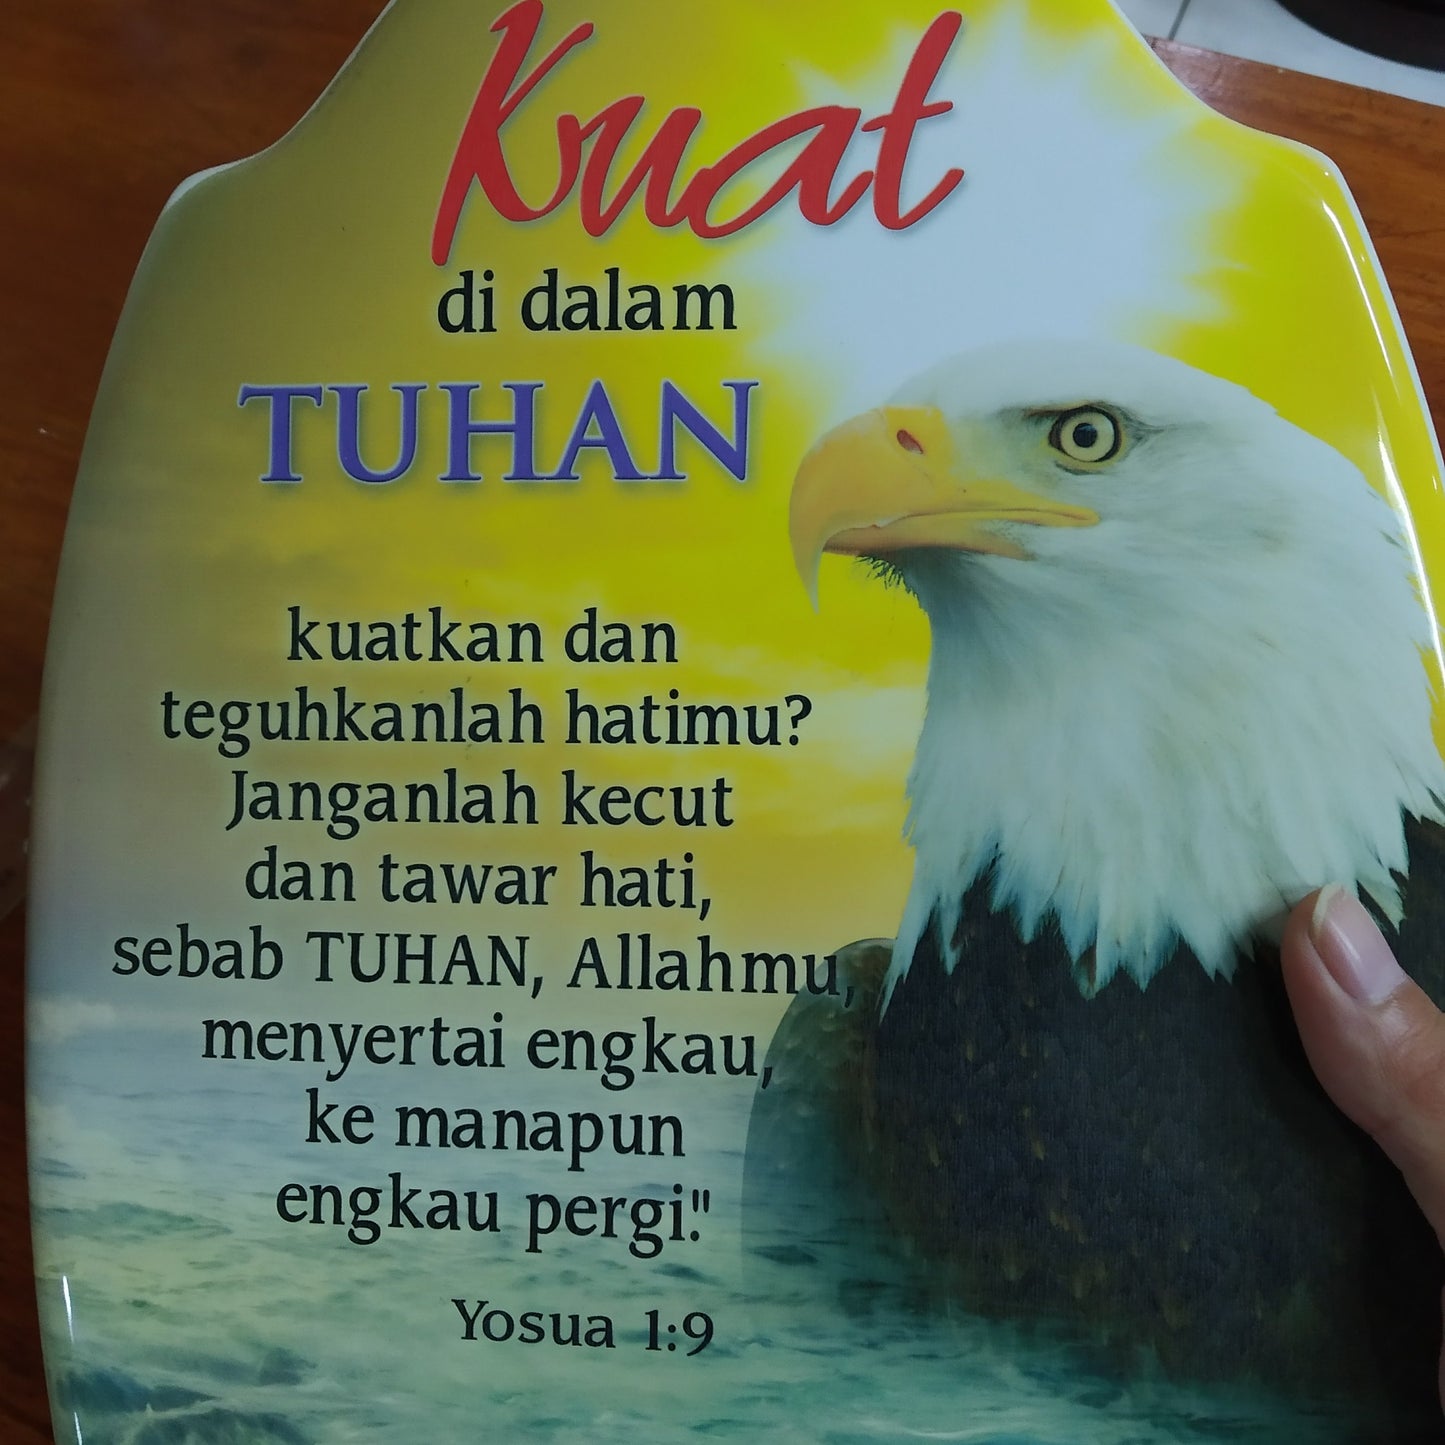 Kuat
di dalam
TUHAN
kuatkan dan
teguhkanlah hatimu?
Janganlah kecut
dan tawar hati,
sebab TUHAN, Allahmu,
menyertai engkau,
ke manapun
engkau pergi."
Yosua 1:9